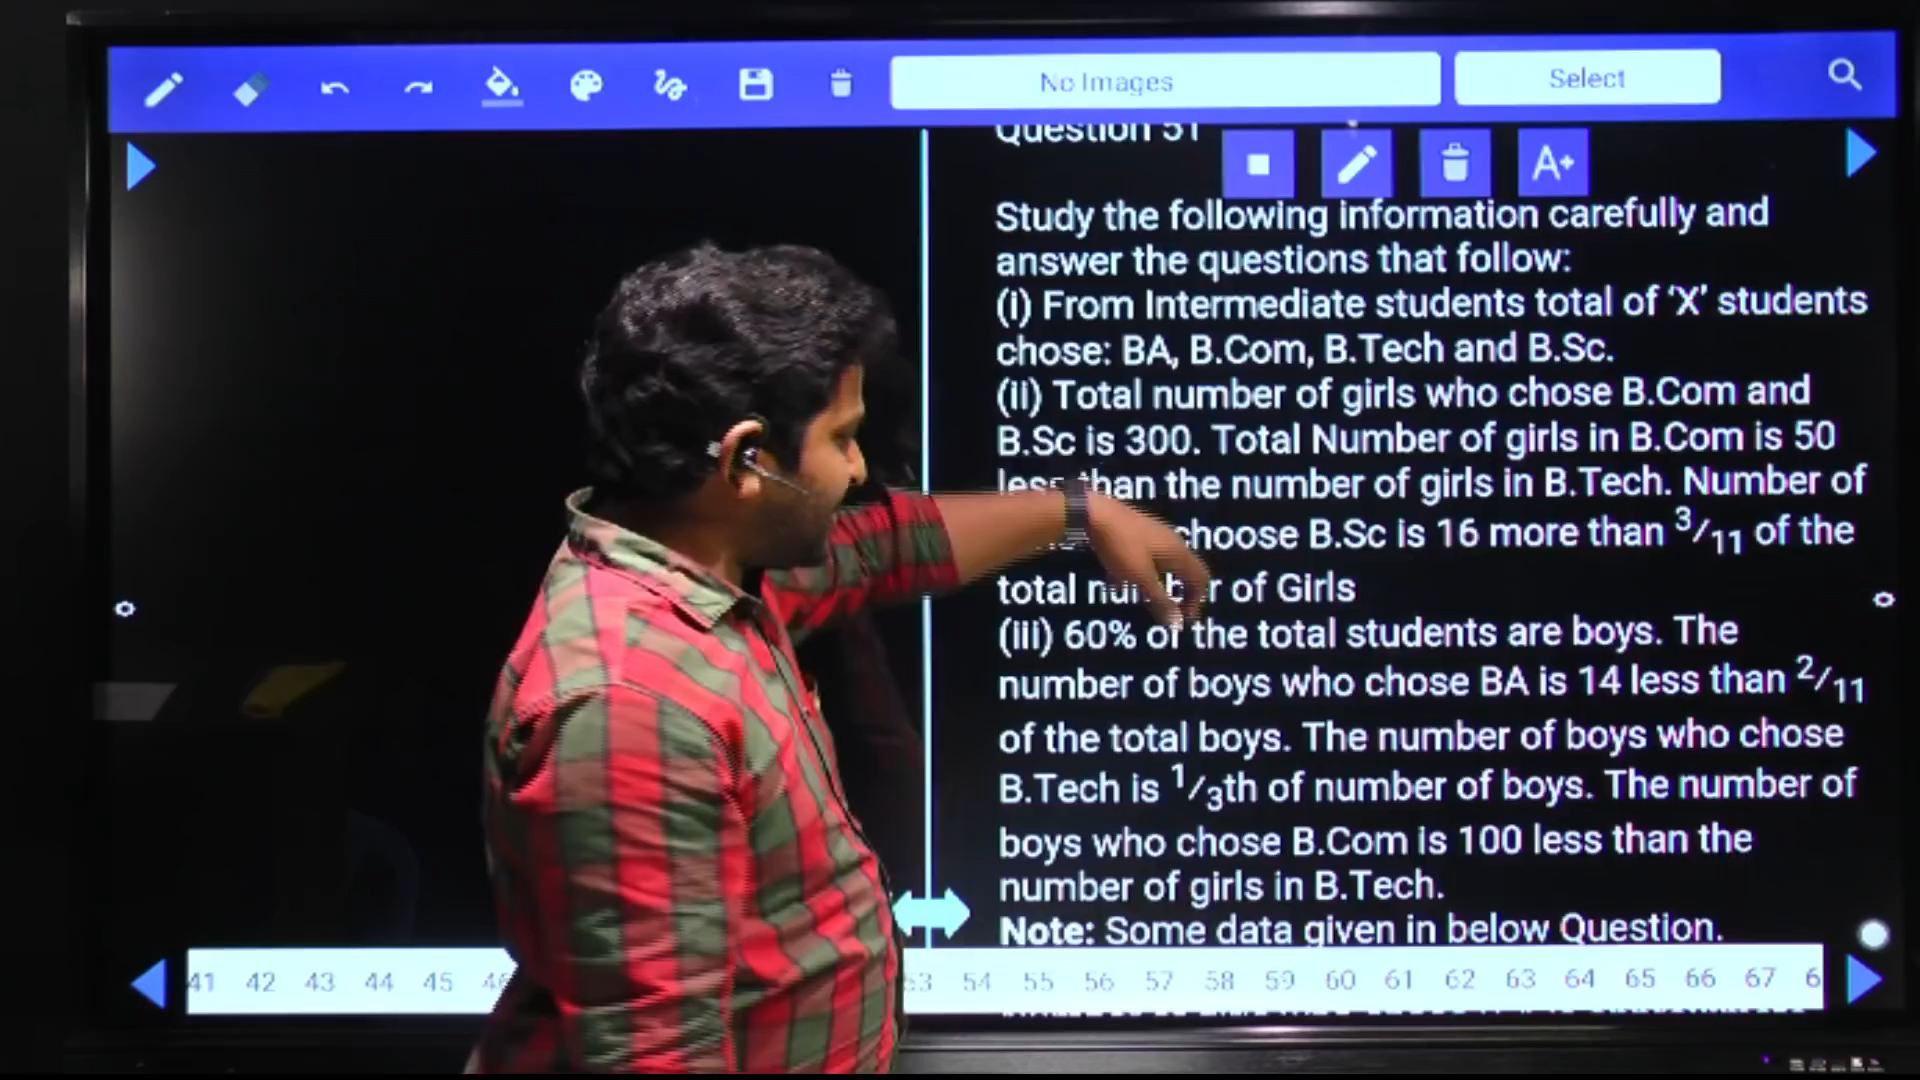 No Images
Select
Question 51
A+
Study the following information carefully and
answer the questions that follow:
(i) From Intermediate students total of 'X' students
chose: BA, B.Com, B.Tech and B.Sc.
(ii) Total number of girls who chose B.Com and
B.Sc is 300. Total Number of girls in B.Com is 50
less than the number of girls in B.Tech. Number of
choose B.Sc is 16 more than 3/11 of the
total number of Girls
(iii) 60% of the total students are boys. The
number of boys who chose BA is 14 less than 2/11
of the total boys. The number of boys who chose
B.Tech is 1/3th of number of boys. The number of
boys who chose B.Com is 100 less than the
number of girls in B.Tech.
Note: Some data given in below Question.
41 42 43 44 45 46 53 54 55 56 57 58 59 60 61 62 63 64 65 66 67